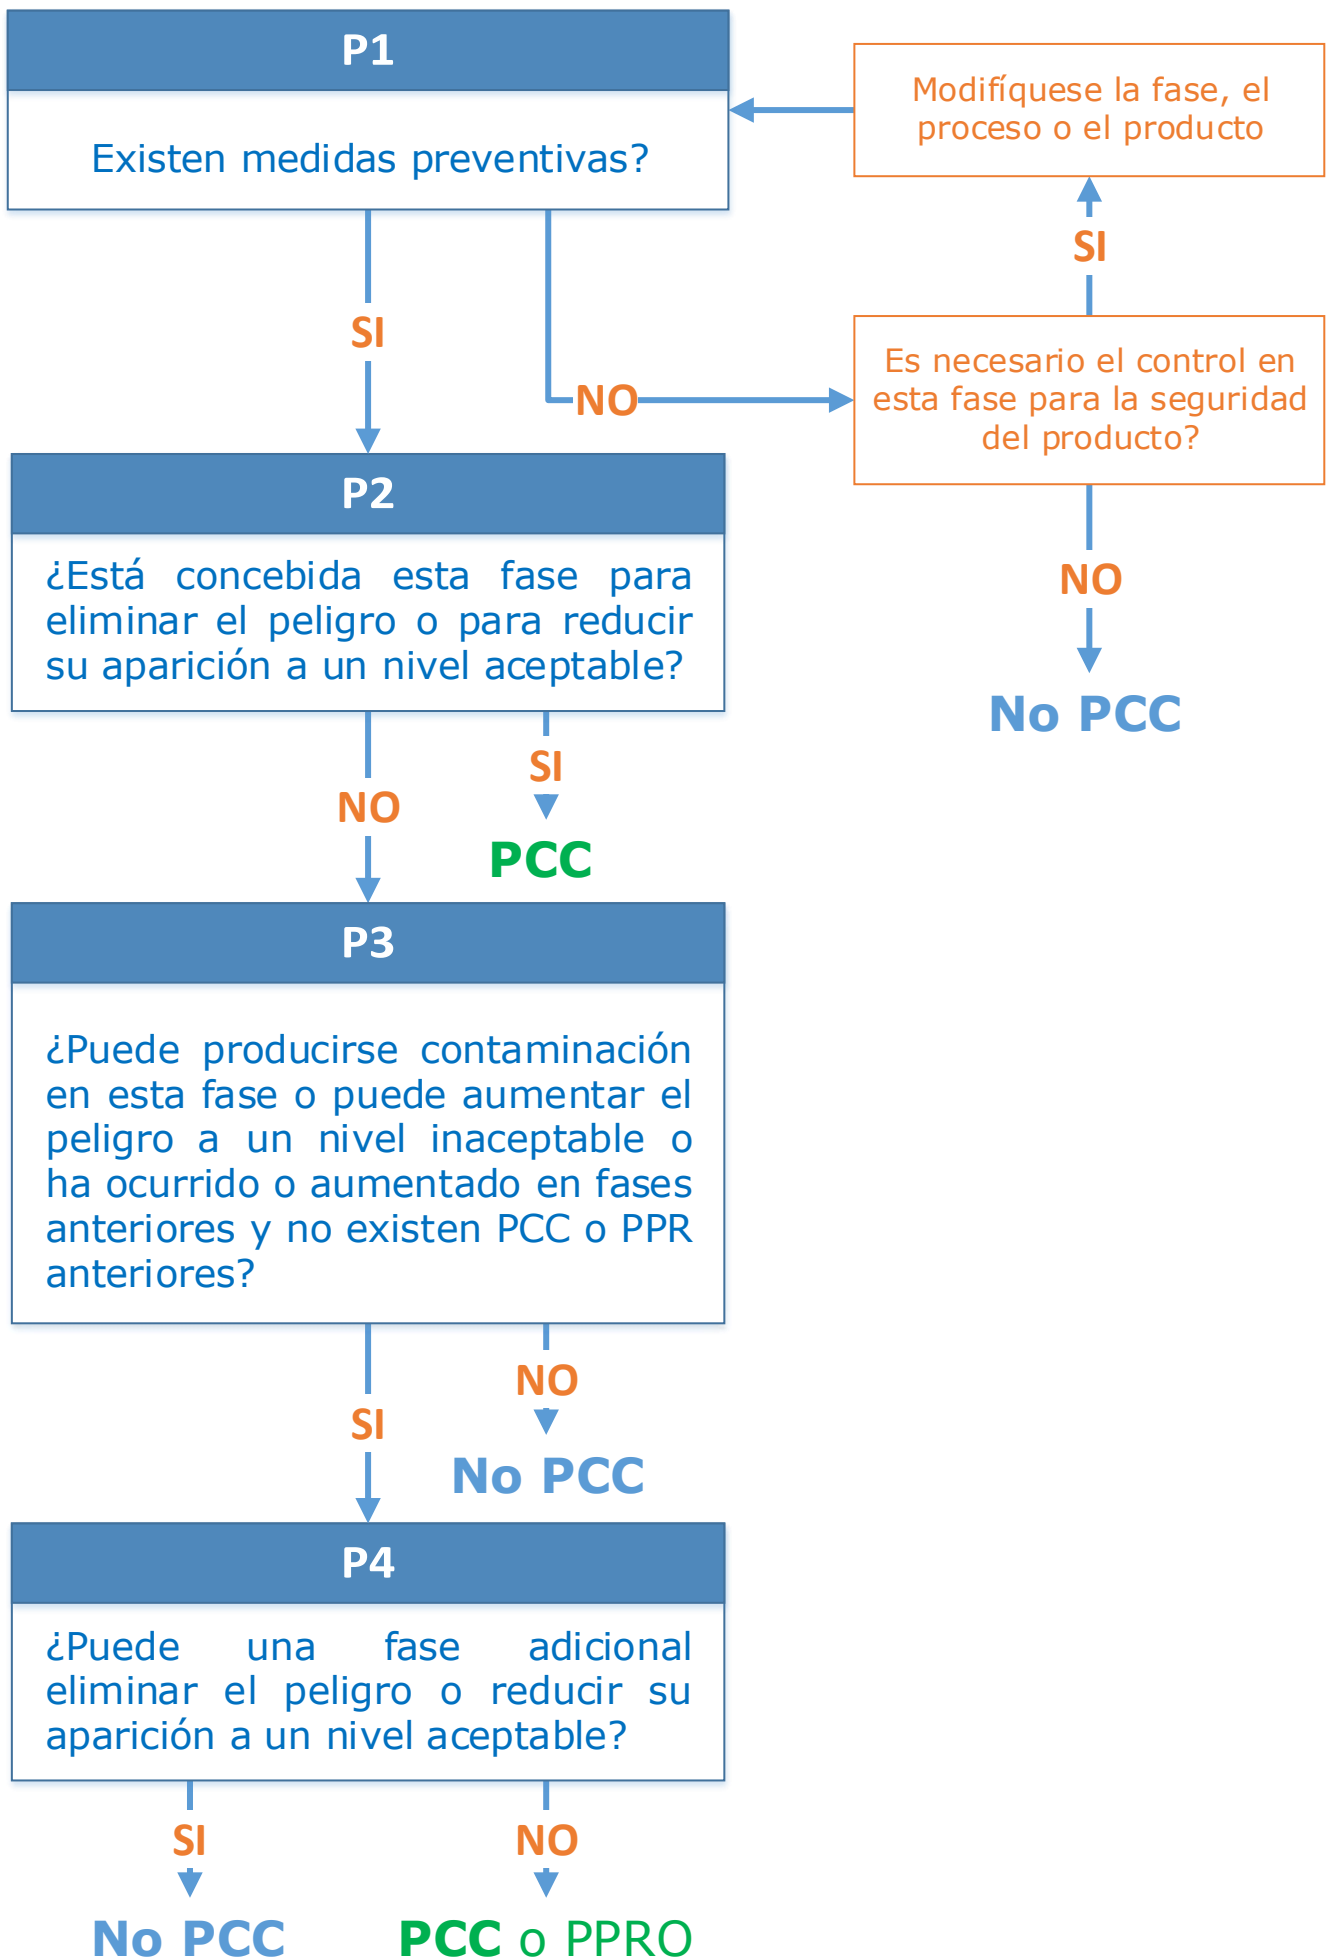 P1
Existen medidas preventivas?
Modifíquese la fase, el
proceso o el producto
SI
SI
Es necesario el control en
esta fase para la seguridad
del producto?
NO
NO
No PCC
P2
¿Está concebida esta fase para
eliminar el peligro o para reducir
su aparición a un nivel aceptable?
SI
NO
PCC
P3
¿Puede producirse contaminación
en esta fase o puede aumentar el
peligro a un nivel inaceptable o
ha ocurrido o aumentado en fases
anteriores y no existen PCC o PPR
anteriores?
NO
SI
No PCC
P4
¿Puede una fase adicional
eliminar el peligro o reducir su
aparición a un nivel aceptable?
SI
NO
No PCC
PCC o PPRO